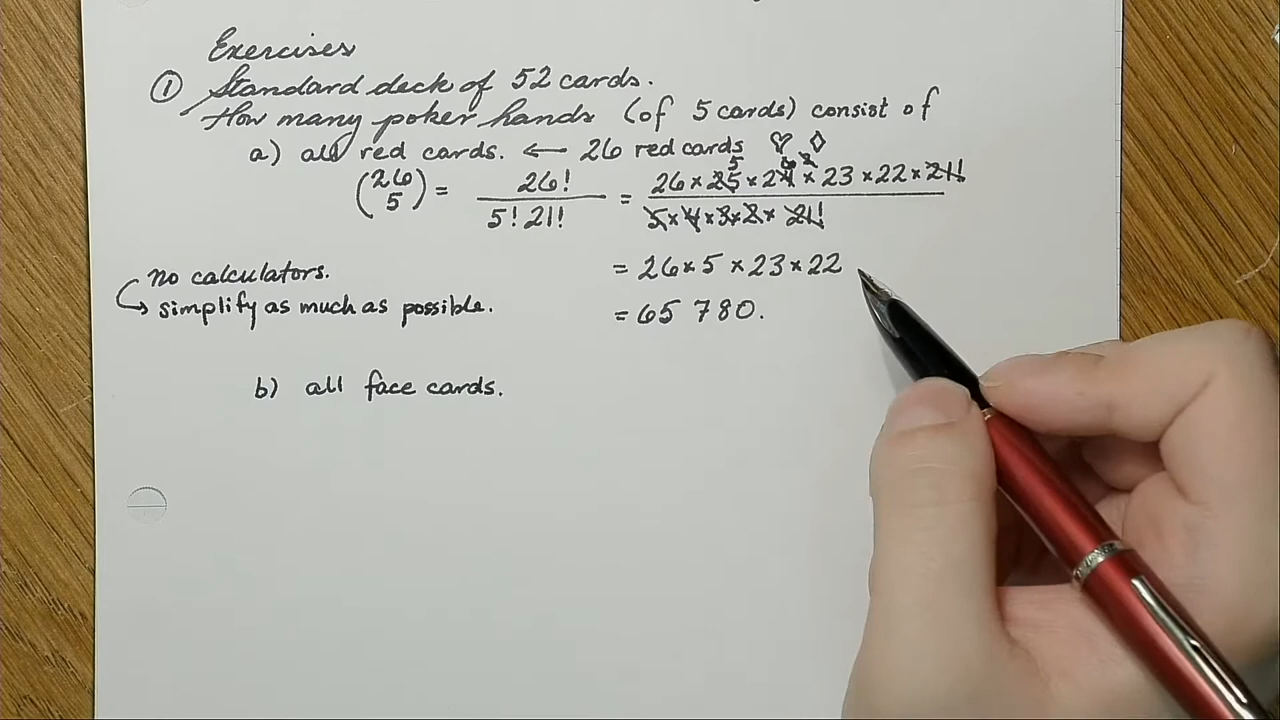 Exercises
① Standard deck of 52 cards.
How many poker hands (of 5 cards) consist of
a) all red cards. ← 26 red cards ♡ ◇
(26 5) = 26! / 5! 21! = 26 × 25 × 24 × 23 × 22 × 21! / 5 × 4 × 3 × 2 × 21!
= 26 × 5 × 23 × 22
no calculators.
↳ simplify as much as possible.
= 65 780.
b) all face cards.